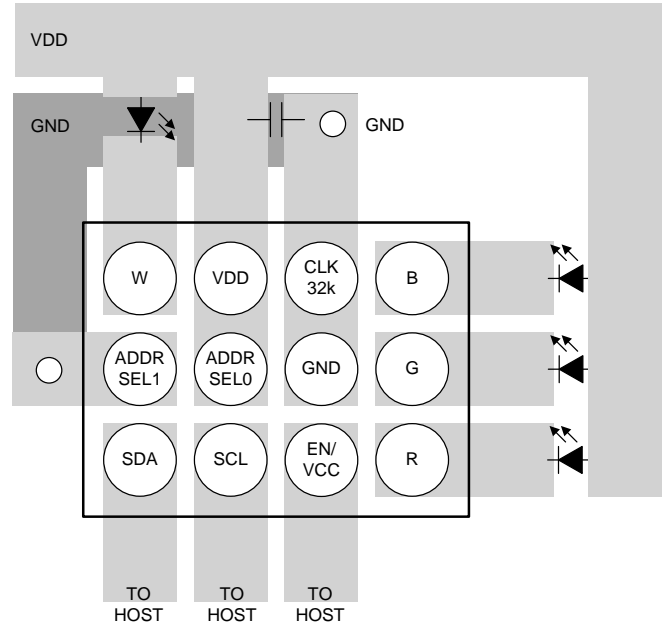 VDD
GND
GND
W
VDD
CLK
32k
B
ADDR
SEL1
ADDR
SEL0
GND
G
SDA
SCL
EN/
VCC
R
TO
HOST
TO
HOST
TO
HOST